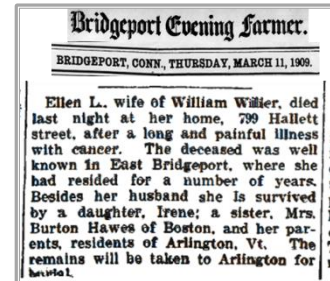 Bridgeport Evening Farmer.
BRIDGEPORT, CONN., THURSDAY, MARCH 11, 1909.
Ellen L. wife of William Willier, died
last night at her home, 799 Hallett
street, after a long and painful illness
with cancer. The deceased was well
known in East Bridgeport, where she
had resided for a number of years.
Besides her husband she is survived
by a daughter, Irene; a sister, Mrs.
Burton Hawes of Boston, and her par-
ents, residents of Arlington, Vt. The
remains will be taken to Arlington for
burial.